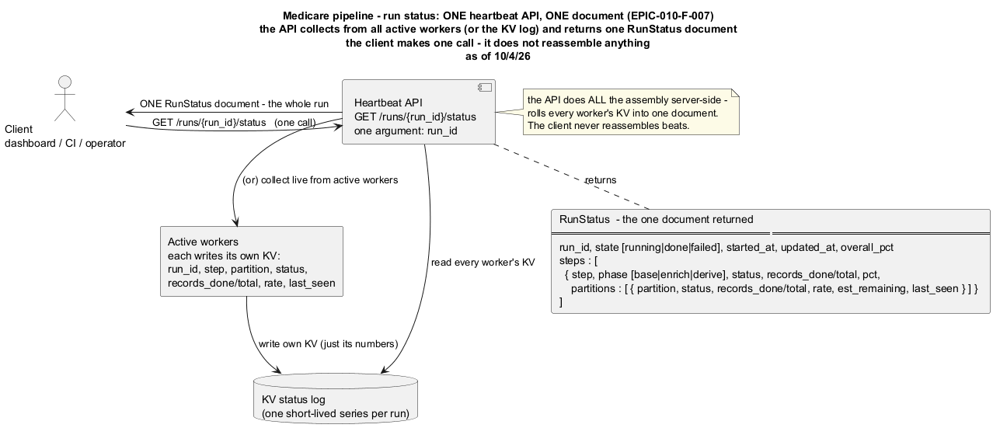 Medicare pipeline - run status: ONE heartbeat API, ONE document (EPIC-010-F-007)
the API collects from all active workers (or the KV log) and returns one RunStatus document
the client makes one call - it does not reassemble anything
as of 10/4/26
Client
dashboard / CI / operator
ONE RunStatus document - the whole run
GET /runs/{run_id}/status   (one call)
Heartbeat API
GET /runs/{run_id}/status
one argument: run_id
the API does ALL the assembly server-side -
rolls every worker's KV into one document.
The client never reassembles beats.
(or) collect live from active workers
returns
RunStatus  - the one document returned
run_id, state [running|done|failed], started_at, updated_at, overall_pct
steps : [
{ step, phase [base|enrich|derive], status, records_done/total, pct,
partitions : [ { partition, status, records_done/total, rate, est_remaining, last_seen } ] }
]
Active workers
each writes its own KV:
run_id, step, partition, status,
records_done/total, rate, last_seen
read every worker's KV
write own KV (just its numbers)
KV status log
(one short-lived series per run)